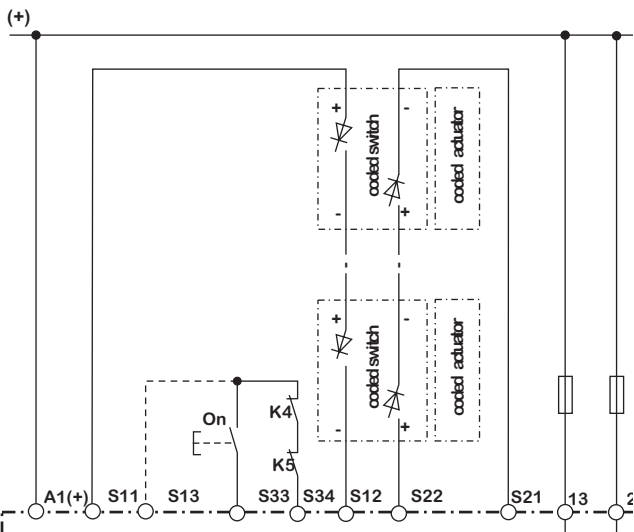 (+)
+ -
coded switch
coded actuator
- +
+ -
coded switch
coded actuator
- +
K4
On
K5
A1(+) S11 S13 S33 S34 S12 S22 S21 13 2